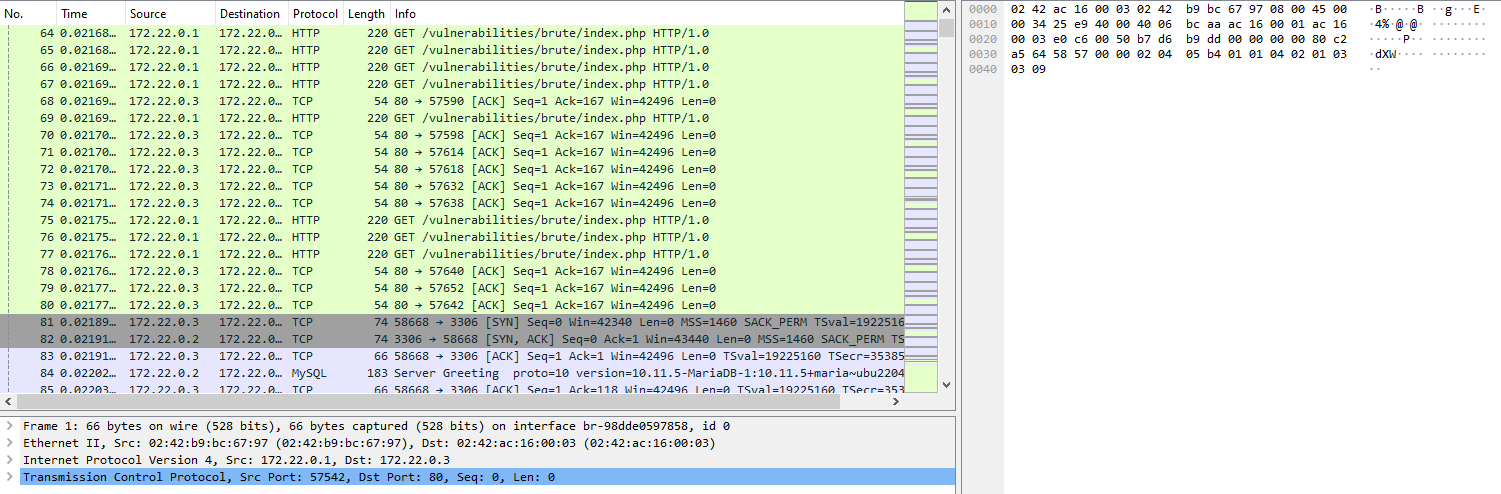 No. Time Source Destination Protocol Length Info
64 0.02168… 172.22.0.1 172.22.0… HTTP 220 GET /vulnerabilities/brute/index.php HTTP/1.0
65 0.02168… 172.22.0.1 172.22.0… HTTP 220 GET /vulnerabilities/brute/index.php HTTP/1.0
66 0.02169… 172.22.0.1 172.22.0… HTTP 220 GET /vulnerabilities/brute/index.php HTTP/1.0
67 0.02169… 172.22.0.1 172.22.0… HTTP 220 GET /vulnerabilities/brute/index.php HTTP/1.0
68 0.02169… 172.22.0.3 172.22.0… TCP 54 80 → 57590 [ACK] Seq=1 Ack=167 Win=42496 Len=0
69 0.02169… 172.22.0.1 172.22.0… HTTP 220 GET /vulnerabilities/brute/index.php HTTP/1.0
70 0.02170… 172.22.0.3 172.22.0… TCP 54 80 → 57598 [ACK] Seq=1 Ack=167 Win=42496 Len=0
71 0.02170… 172.22.0.3 172.22.0… TCP 54 80 → 57614 [ACK] Seq=1 Ack=167 Win=42496 Len=0
72 0.02170… 172.22.0.3 172.22.0… TCP 54 80 → 57618 [ACK] Seq=1 Ack=167 Win=42496 Len=0
73 0.02171… 172.22.0.3 172.22.0… TCP 54 80 → 57632 [ACK] Seq=1 Ack=167 Win=42496 Len=0
74 0.02171… 172.22.0.3 172.22.0… TCP 54 80 → 57638 [ACK] Seq=1 Ack=167 Win=42496 Len=0
75 0.02175… 172.22.0.1 172.22.0… HTTP 220 GET /vulnerabilities/brute/index.php HTTP/1.0
76 0.02175… 172.22.0.1 172.22.0… HTTP 220 GET /vulnerabilities/brute/index.php HTTP/1.0
77 0.02175… 172.22.0.1 172.22.0… HTTP 220 GET /vulnerabilities/brute/index.php HTTP/1.0
78 0.02176… 172.22.0.3 172.22.0… TCP 54 80 → 57640 [ACK] Seq=1 Ack=167 Win=42496 Len=0
79 0.02177… 172.22.0.3 172.22.0… TCP 54 80 → 57652 [ACK] Seq=1 Ack=167 Win=42496 Len=0
80 0.02177… 172.22.0.3 172.22.0… TCP 54 80 → 57642 [ACK] Seq=1 Ack=167 Win=42496 Len=0
81 0.02189… 172.22.0.3 172.22.0… TCP 74 58668 → 3306 [SYN] Seq=0 Win=42340 Len=0 MSS=1460 SACK_PERM TSval=1922516
82 0.02191… 172.22.0.2 172.22.0… TCP 74 3306 → 58668 [SYN, ACK] Seq=0 Ack=1 Win=43440 Len=0 MSS=1460 SACK_PERM TS
83 0.02191… 172.22.0.3 172.22.0… TCP 66 58668 → 3306 [ACK] Seq=1 Ack=1 Win=42496 Len=0 TSval=19225160 TSecr=35385
84 0.02202… 172.22.0.2 172.22.0… MySQL 183 Server Greeting proto=10 version=10.11.5-MariaDB-1:10.11.5+maria~ubu2204
85 0.02203… 172.22.0.3 172.22.0… TCP 66 58668 → 3306 [ACK] Seq=1 Ack=118 Win=42496 Len=0 TSval=19225160 TSecr=353
Frame 1: 66 bytes on wire (528 bits), 66 bytes captured (528 bits) on interface br-98dde0597858, id 0
Ethernet II, Src: 02:42:b9:bc:67:97 (02:42:b9:bc:67:97), Dst: 02:42:ac:16:00:03 (02:42:ac:16:00:03)
Internet Protocol Version 4, Src: 172.22.0.1, Dst: 172.22.0.3
Transmission Control Protocol, Src Port: 57542, Dst Port: 80, Seq: 0, Len: 0
0000 02 42 ac 16 00 03 02 42 b9 bc 67 97 08 00 45 00 ·B·····B ··g···E·
0010 00 34 25 e9 40 00 40 06 bc aa ac 16 00 01 ac 16 ·4%·@·@· ········
0020 00 03 e0 c6 00 50 b7 d6 b9 dd 00 00 00 00 80 c2 ·····P·· ········
0030 a5 64 58 57 00 00 02 04 05 b4 01 01 04 02 01 03 ·dXW···· ········
0040 03 09 ··